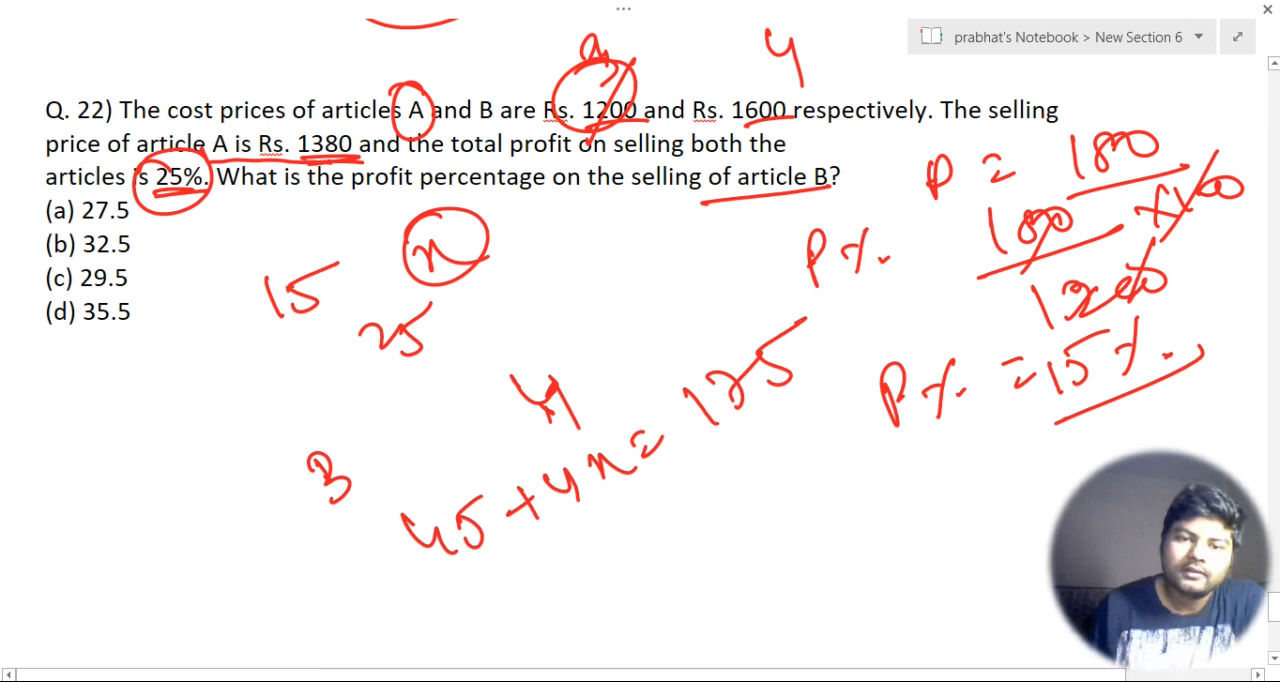 prabhat's Notebook > New Section 6
4
Q. 22) The cost prices of articles A and B are Rs. 1200 and Rs. 1600 respectively. The selling
price of article A is Rs. 1380 and the total profit on selling both the
articles is 25%. What is the profit percentage on the selling of article B?
(a) 27.5
(b) 32.5
(c) 29.5
(d) 35.5
P = 180
P %. 180 × 100
1200
P %. = 15 %.
15 x
25
3 4
45 + 4x = 175